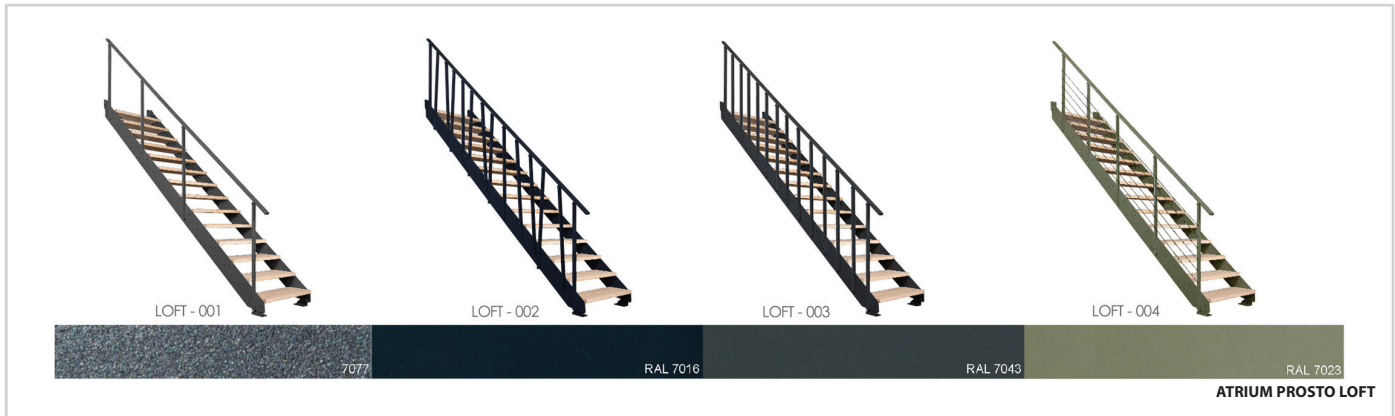 LOFT - 001
LOFT - 002
LOFT - 003
LOFT - 004
7077
RAL 7016
RAL 7043
RAL 7023
ATRIUM PROSTO LOFT